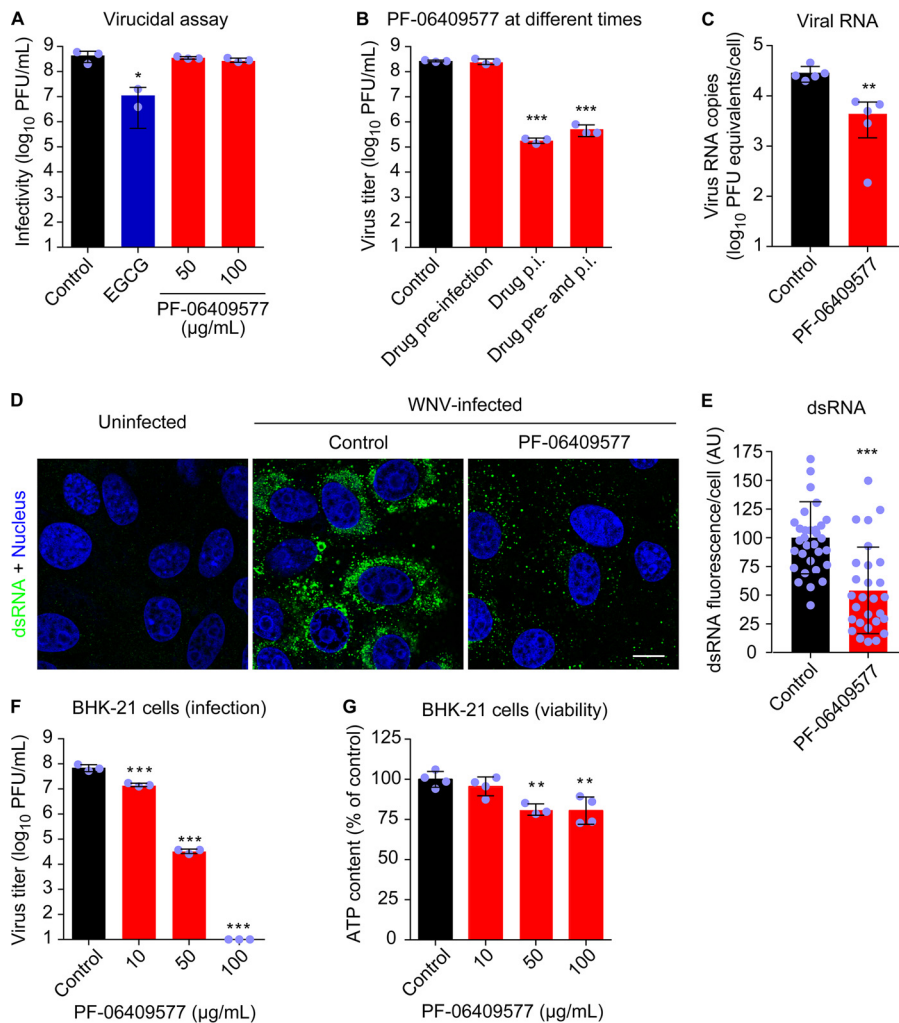 A
Virucidal assay
Infectivity (log10 PFU/mL)
9
8
7
6
5
4
3
2
1
*
Control
EGCG
50
100
PF-06409577
(µg/mL)
B
PF-06409577 at different times
Virus titer (log10 PFU/mL)
9
8
7
6
5
4
3
2
1
***
***
Control
Drug pre-infection
Drug p.i.
Drug pre- and p.i.
C
Viral RNA
Virus RNA copies
(log10 PFU equivalents/cell)
5
4
3
2
1
**
Control
PF-06409577
D
Uninfected
WNV-infected
Control
PF-06409577
dsRNA + Nucleus
E
dsRNA
dsRNA fluorescence/cell (AU)
175
150
125
100
75
50
25
0
***
Control
PF-06409577
F
BHK-21 cells (infection)
Virus titer (log10 PFU/mL)
9
8
7
6
5
4
3
2
1
***
***
***
Control
10
50
100
PF-06409577 (µg/mL)
G
BHK-21 cells (viability)
ATP content (% of control)
125
100
75
50
25
0
**
**
Control
10
50
100
PF-06409577 (µg/mL)